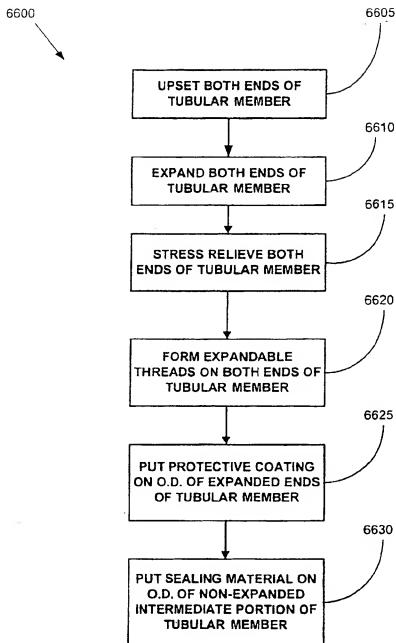 6600
6605
UPSET BOTH ENDS OF
TUBULAR MEMBER
6610
EXPAND BOTH ENDS OF
TUBULAR MEMBER
6615
STRESS RELIEVE BOTH
ENDS OF TUBULAR MEMBER
6620
FORM EXPANDABLE
THREADS ON BOTH ENDS OF
TUBULAR MEMBER
6625
PUT PROTECTIVE COATING
ON O.D. OF EXPANDED ENDS
OF TUBULAR MEMBER
6630
PUT SEALING MATERIAL ON
O.D. OF NON-EXPANDED
INTERMEDIATE PORTION OF
TUBULAR MEMBER